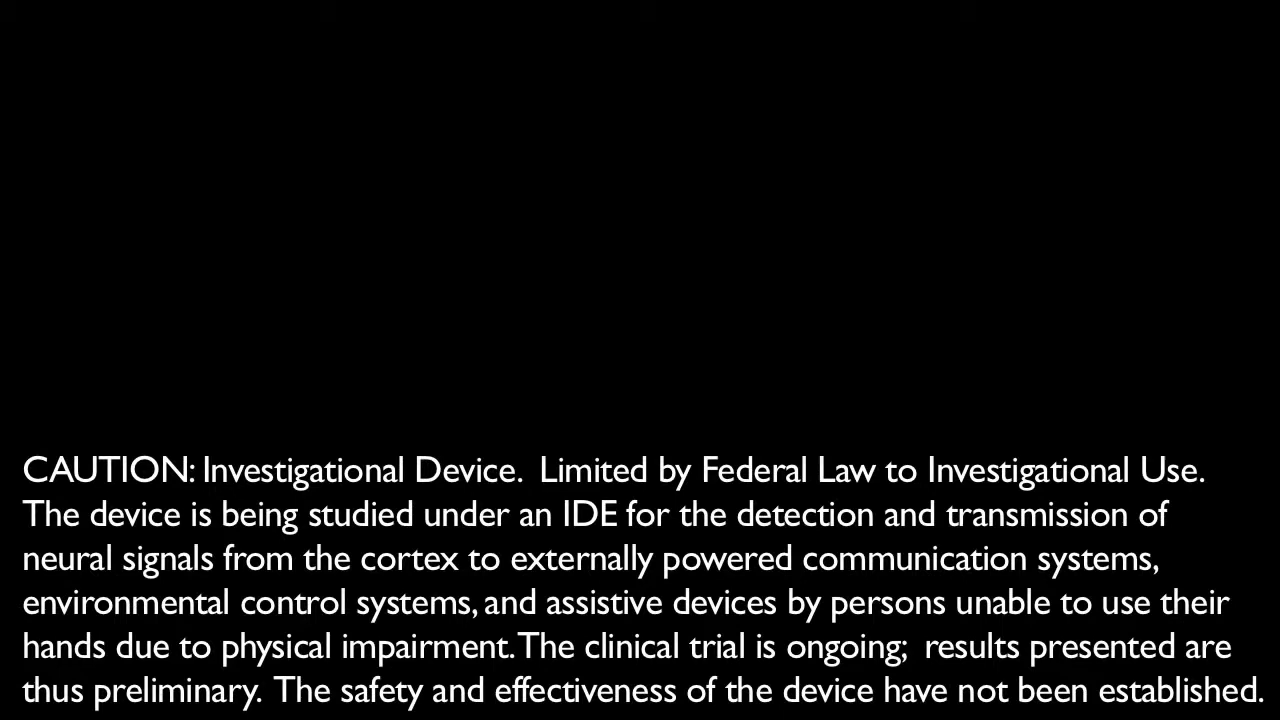 CAUTION: Investigational Device.  Limited by Federal Law to Investigational Use.
The device is being studied under an IDE for the detection and transmission of
neural signals from the cortex to externally powered communication systems,
environmental control systems, and assistive devices by persons unable to use their
hands due to physical impairment. The clinical trial is ongoing;  results presented are
thus preliminary.  The safety and effectiveness of the device have not been established.